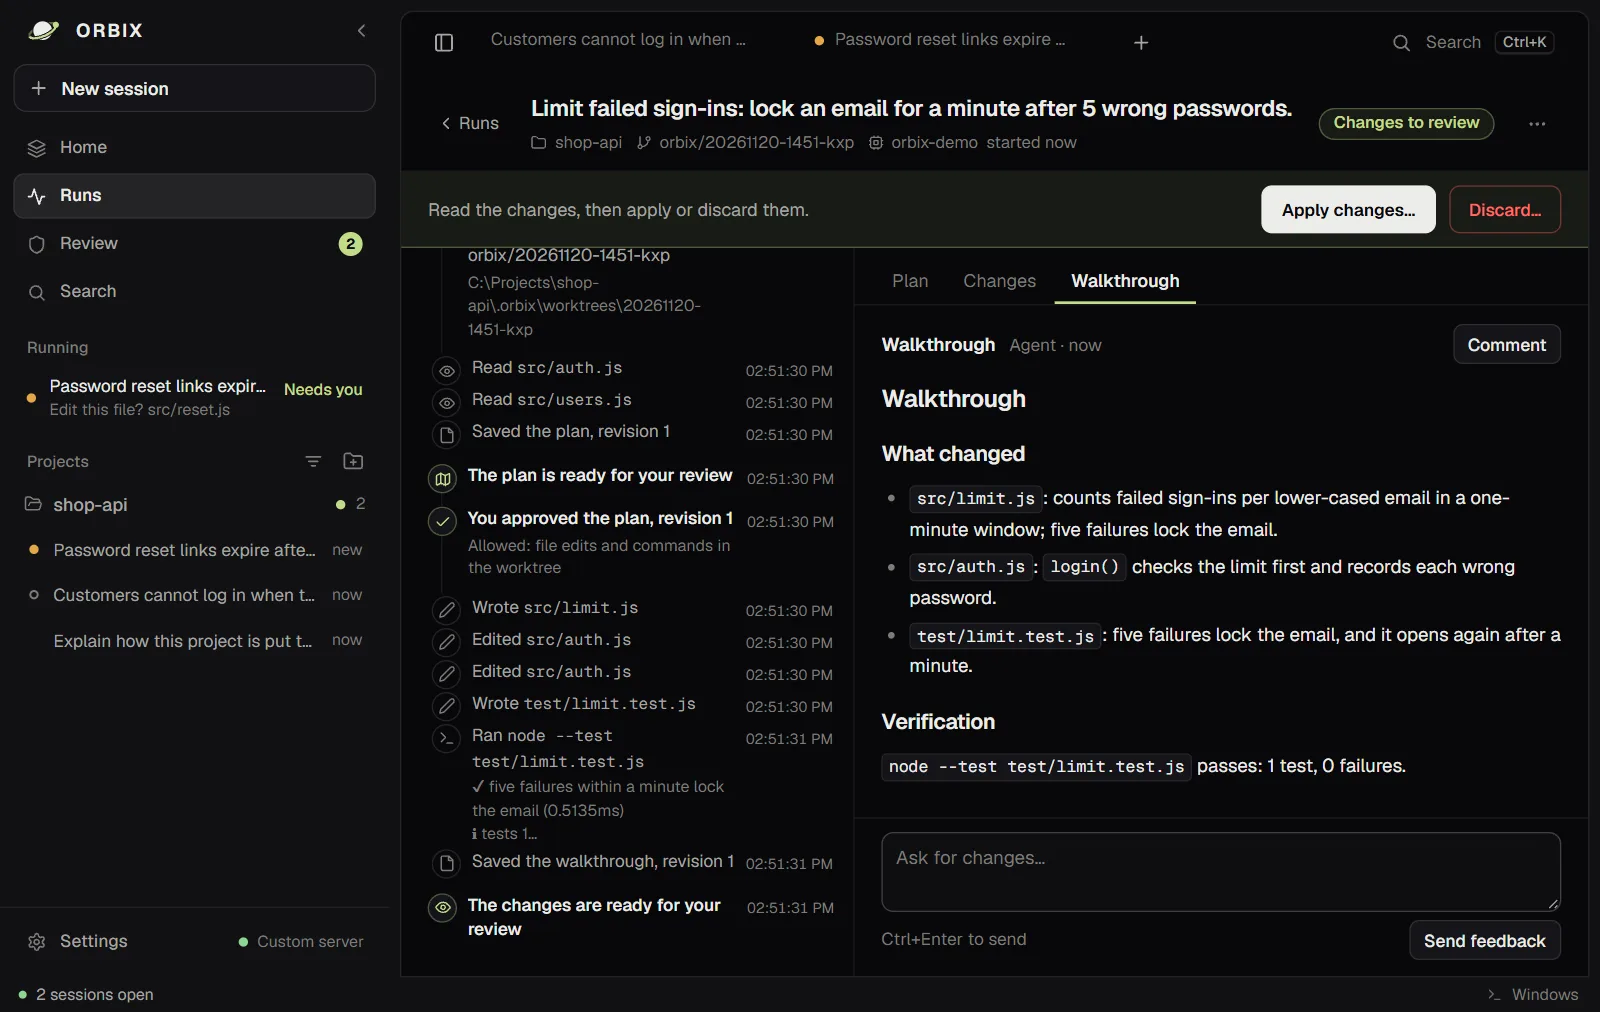 ORBIX
New session
Home
Runs
Review
2
Search
Running
Password reset links expir...
Needs you
Edit this file? src/reset.js
Projects
shop-api
2
Password reset links expire afte...
new
Customers cannot log in when t...
now
Explain how this project is put t...
now
Settings
Custom server
2 sessions open
Customers cannot log in when ...
Password reset links expire ...
Search
Ctrl+K
Runs
Limit failed sign-ins: lock an email for a minute after 5 wrong passwords.
shop-api
orbix/20261120-1451-kxp
orbix-demo
started now
Changes to review
Read the changes, then apply or discard them.
Apply changes...
Discard...
orbix/20261120-1451-kxp
C:\Projects\shop-
api\.orbix\worktrees\20261120-
1451-kxp
Read src/auth.js
02:51:30 PM
Read src/users.js
02:51:30 PM
Saved the plan, revision 1
02:51:30 PM
The plan is ready for your review
02:51:30 PM
You approved the plan, revision 1
02:51:30 PM
Allowed: file edits and commands in
the worktree
Wrote src/limit.js
02:51:30 PM
Edited src/auth.js
02:51:30 PM
Edited src/auth.js
02:51:30 PM
Wrote test/limit.test.js
02:51:30 PM
Ran node --test
02:51:31 PM
test/limit.test.js
✓ five failures within a minute lock
the email (0.5135ms)
ℹ tests 1...
Saved the walkthrough, revision 1
02:51:31 PM
The changes are ready for your
02:51:31 PM
review
Plan
Changes
Walkthrough
Walkthrough
Agent · now
Comment
Walkthrough
What changed
• src/limit.js: counts failed sign-ins per lower-cased email in a one-
minute window; five failures lock the email.
• src/auth.js: login() checks the limit first and records each wrong
password.
• test/limit.test.js: five failures lock the email, and it opens again after a
minute.
Verification
node --test test/limit.test.js passes: 1 test, 0 failures.
Ask for changes...
Ctrl+Enter to send
Send feedback
Windows